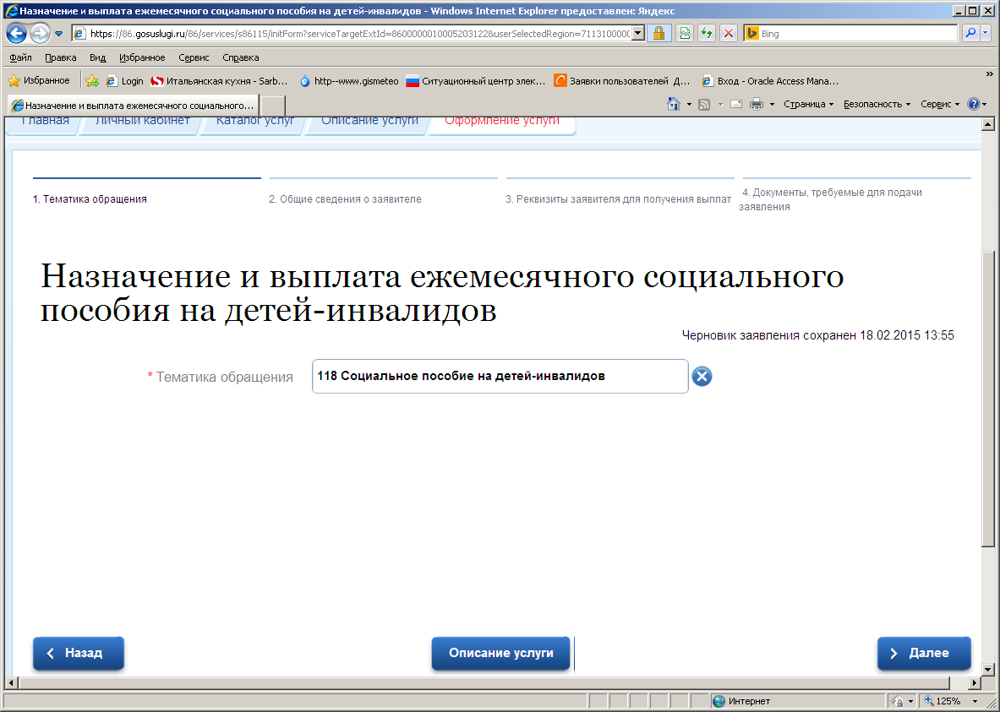 Назначение и выплата ежемесячного социального пособия на детей-инвалидов - Windows Internet Explorer предоставлен: Яндекс
https://86.gosuslugi.ru/86/services/s86115/initForm?serviceTargetExtId=8600000010005203122&userSelectedRegion=711310000
Bing
Файл Правка Вид Избранное Сервис Справка
Избранное Login Итальянская кухня - Sarb... http--www.gismeteo Ситуационный центр элек... Заявки пользователей Д... Вход - Oracle Access Mana...
Назначение и выплата ежемесячного социального...
Страница Безопасность Сервис
Главная Личный кабинет Каталог услуг Описание услуги Оформление услуги
1. Тематика обращения
2. Общие сведения о заявителе
3. Реквизиты заявителя для получения выплат
4. Документы, требуемые для подачи
заявления
Назначение и выплата ежемесячного социального
пособия на детей-инвалидов
Черновик заявления сохранен 18.02.2015 13:55
* Тематика обращения
118 Социальное пособие на детей-инвалидов
Назад
Описание услуги
Далее
Интернет
125%